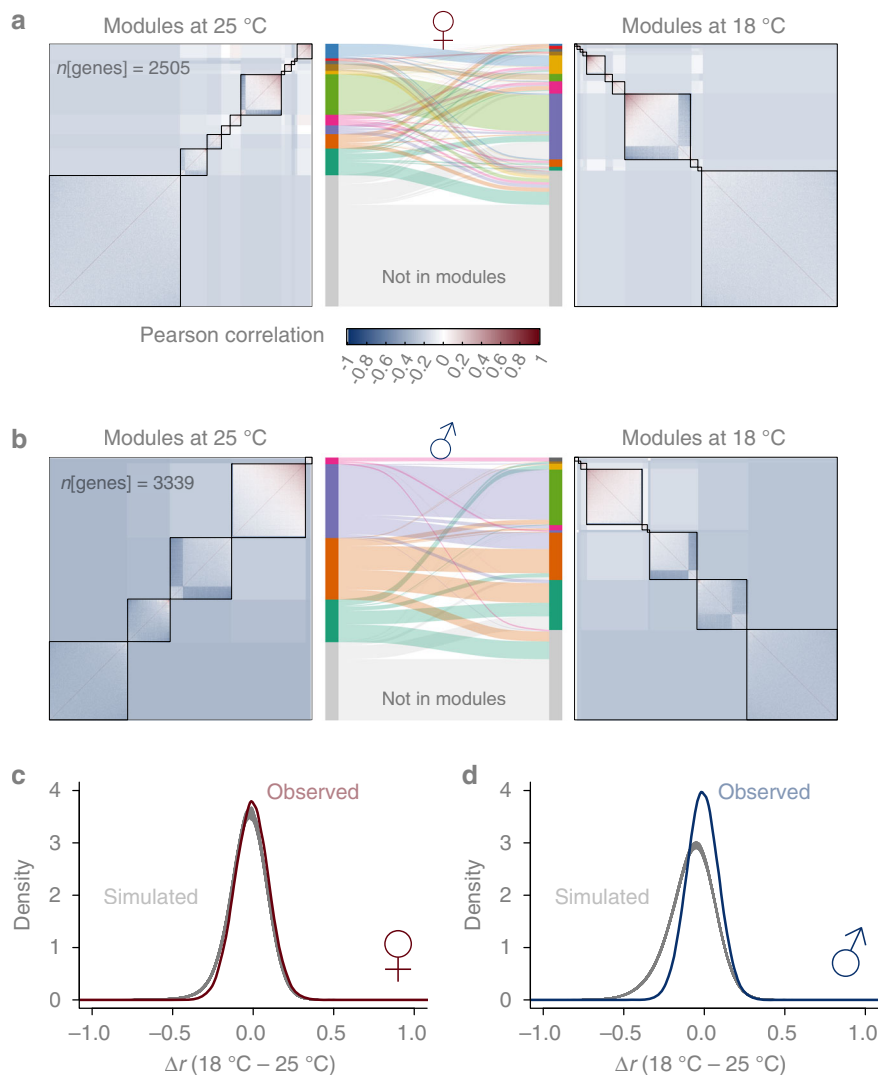 a
Modules at 25 °C
♀
Modules at 18 °C
n[genes] = 2505
Not in modules
Pearson correlation
-1 -0.8 -0.6 -0.4 -0.2 0 0.2 0.4 0.6 0.8 1
b
Modules at 25 °C
♂
Modules at 18 °C
n[genes] = 3339
Not in modules
c
Density
4
3
2
1
0
Observed
Simulated
♀
−1.0 −0.5 0.0 0.5 1.0
Δr (18 °C – 25 °C)
d
Density
4
3
2
1
0
Observed
Simulated
♂
−1.0 −0.5 0.0 0.5 1.0
Δr (18 °C – 25 °C)